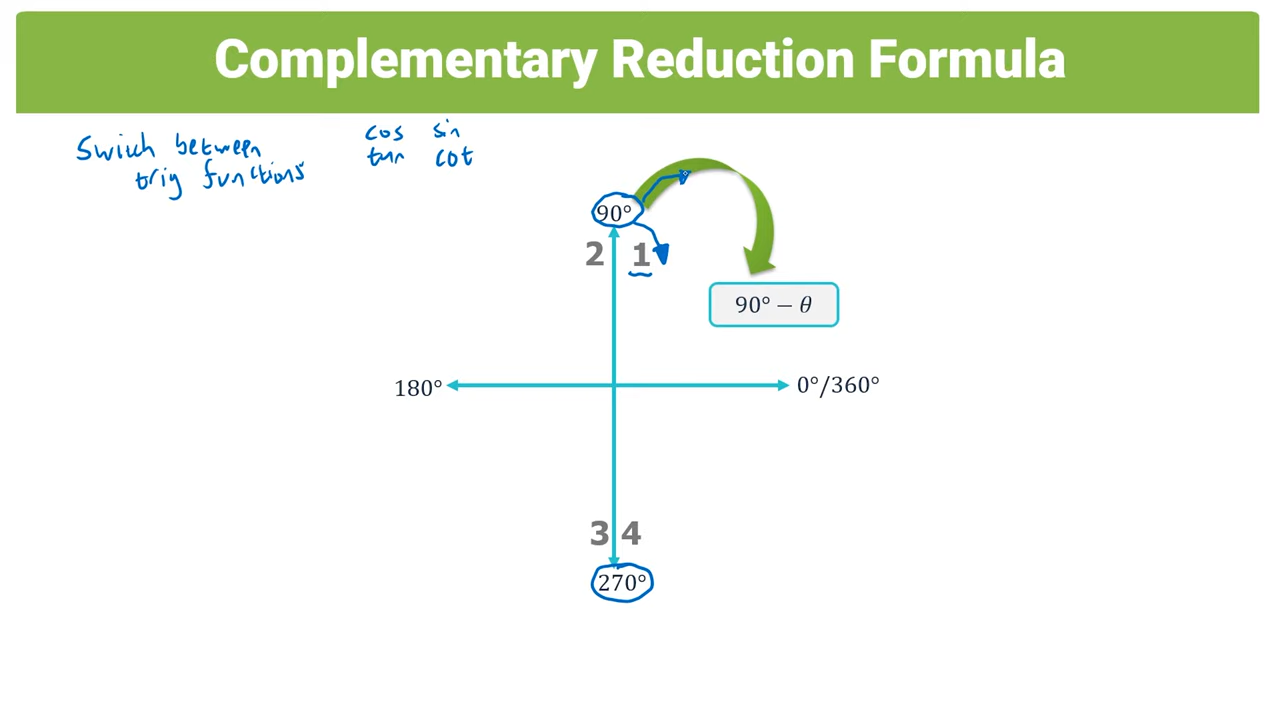 Complementary Reduction Formula
Swich between
trig functions
cos sin
tan cot
90°
2 1
90° − θ
180°
0°/360°
3 4
270°